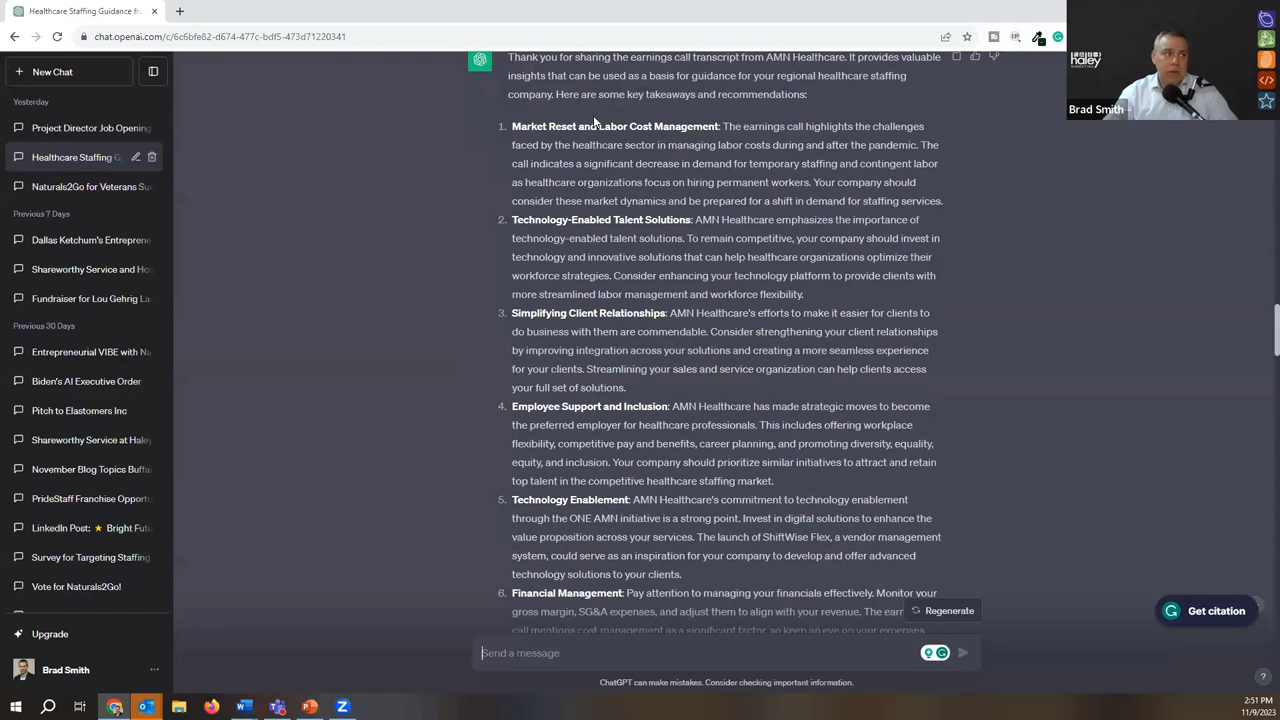 Healthcare Staffing Guidance fr
chat.openai.com/c/6c6bfe82-d674-477c-bdf5-473d71220341
haley
MARKETING
Brad Smith
New Chat
Yesterday
Project Director Job Opening
Healthcare Staffing G
Naturals2Go for Veterans Su
Previous 7 Days
Dallas Ketchum's Entrepren
Shareworthy Service and Ho
Fundraiser for Lou Gehrig La
Previous 30 Days
Entrepreneurial VIBE with Na
Biden's AI Executive Order
Pitch to Elastomers Inc
Shareworthy Service at Haley
November Blog Topics Buffa
PrideStaff Franchise Opportu
LinkedIn Post: ⭐ Bright Futu
Survey for Targeting Staffing
Vote for Naturals2Go!
Upgrade
Brad Smith
Thank you for sharing the earnings call transcript from AMN Healthcare. It provides valuable
insights that can be used as a basis for guidance for your regional healthcare staffing
company. Here are some key takeaways and recommendations:
1. Market Reset and Labor Cost Management: The earnings call highlights the challenges
faced by the healthcare sector in managing labor costs during and after the pandemic. The
call indicates a significant decrease in demand for temporary staffing and contingent labor
as healthcare organizations focus on hiring permanent workers. Your company should
consider these market dynamics and be prepared for a shift in demand for staffing services.
2. Technology-Enabled Talent Solutions: AMN Healthcare emphasizes the importance of
technology-enabled talent solutions. To remain competitive, your company should invest in
technology and innovative solutions that can help healthcare organizations optimize their
workforce strategies. Consider enhancing your technology platform to provide clients with
more streamlined labor management and workforce flexibility.
3. Simplifying Client Relationships: AMN Healthcare's efforts to make it easier for clients to
do business with them are commendable. Consider strengthening your client relationships
by improving integration across your solutions and creating a more seamless experience
for your clients. Streamlining your sales and service organization can help clients access
your full set of solutions.
4. Employee Support and Inclusion: AMN Healthcare has made strategic moves to become
the preferred employer for healthcare professionals. This includes offering workplace
flexibility, competitive pay and benefits, career planning, and promoting diversity, equality,
equity, and inclusion. Your company should prioritize similar initiatives to attract and retain
top talent in the competitive healthcare staffing market.
5. Technology Enablement: AMN Healthcare's commitment to technology enablement
through the ONE AMN initiative is a strong point. Invest in digital solutions to enhance the
value proposition across your services. The launch of ShiftWise Flex, a vendor management
system, could serve as an inspiration for your company to develop and offer advanced
technology solutions to your clients.
6. Financial Management: Pay attention to managing your financials effectively. Monitor your
gross margin, SG&A expenses, and adjust them to align with your revenue. The earn
call mentions cost management as a significant factor, so keep an eye on your expenses
Regenerate
Get citation
Send a message
ChatGPT can make mistakes. Consider checking important information.
2:51 PM
11/9/2023